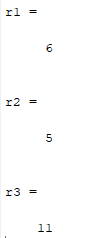 r1 =
6
r2 =
5
r3 =
11